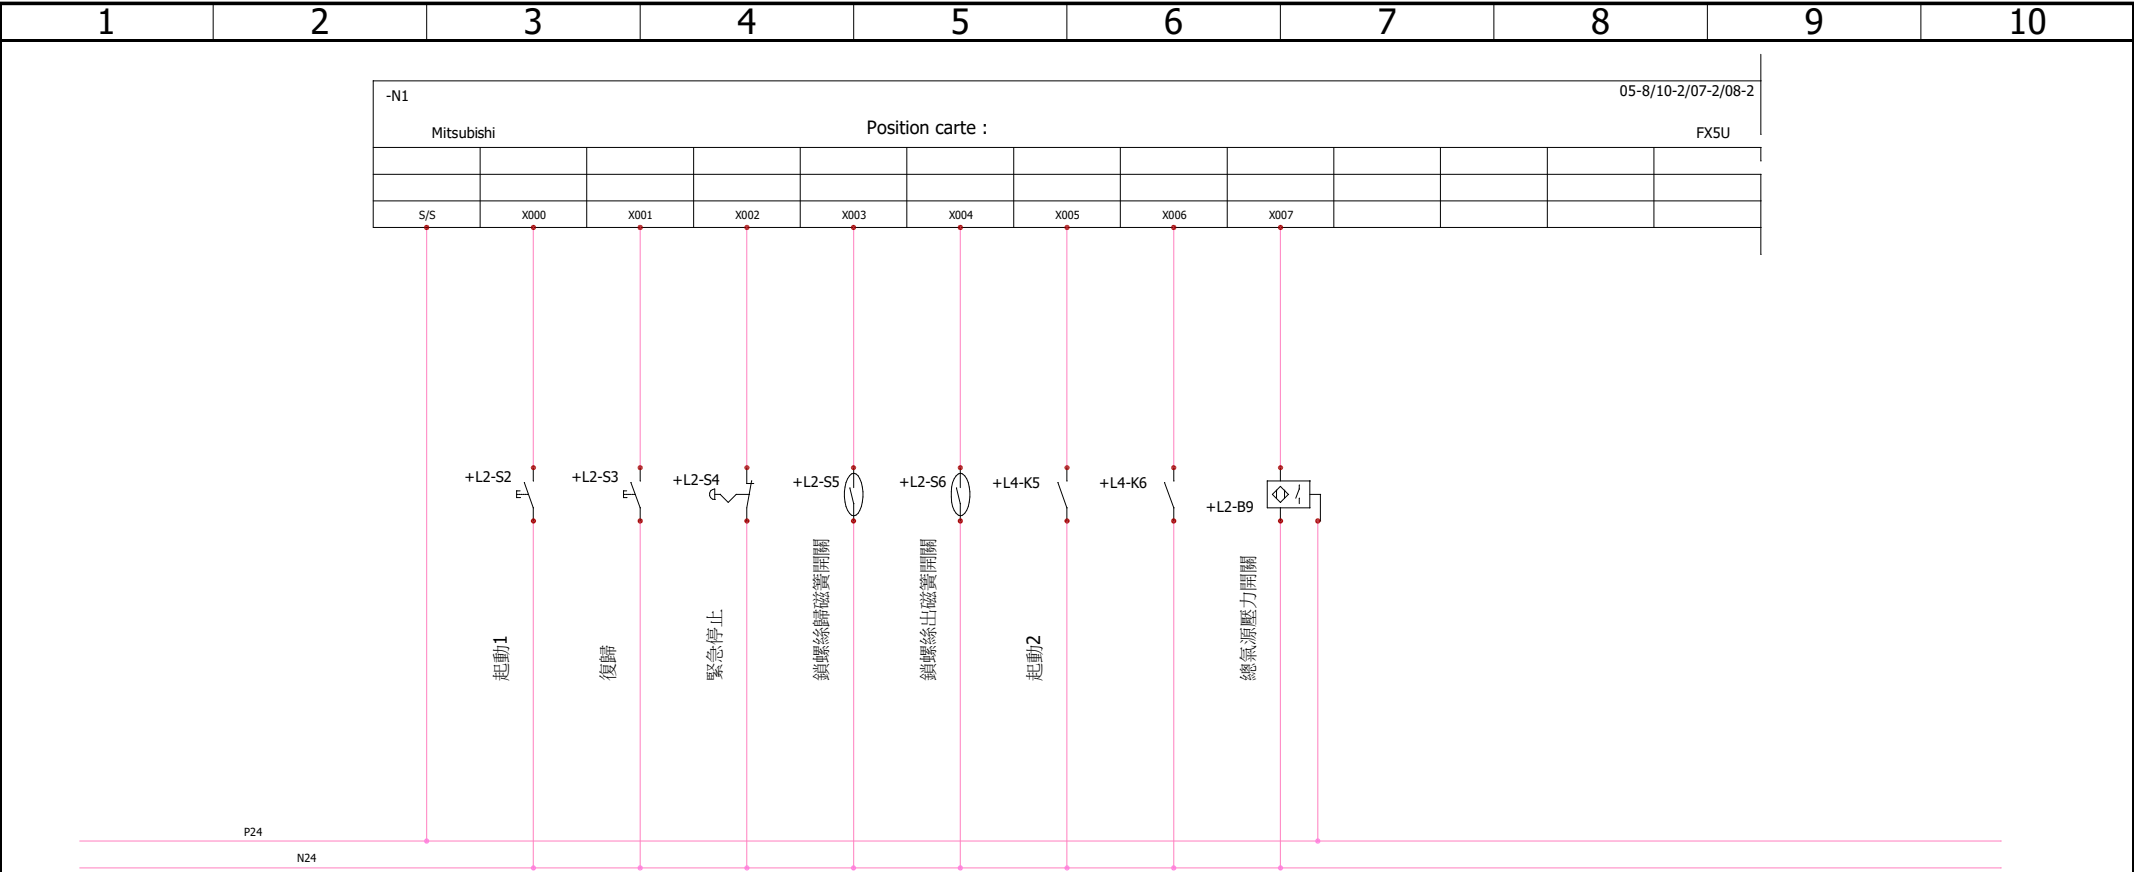 1 2 3 4 5 6 7 8 9 10
-N1 05-8/10-2/07-2/08-2
Mitsubishi Position carte : FX5U
S/S X000 X001 X002 X003 X004 X005 X006 X007
+L2-S2 +L2-S3 +L2-S4 +L2-S5 +L2-S6 +L4-K5 +L4-K6 +L2-B9
起動1
復歸
緊急停止
鎖螺絲歸磁簧開關
鎖螺絲出磁簧開關
起動2
總氣源壓力開關
P24
N24